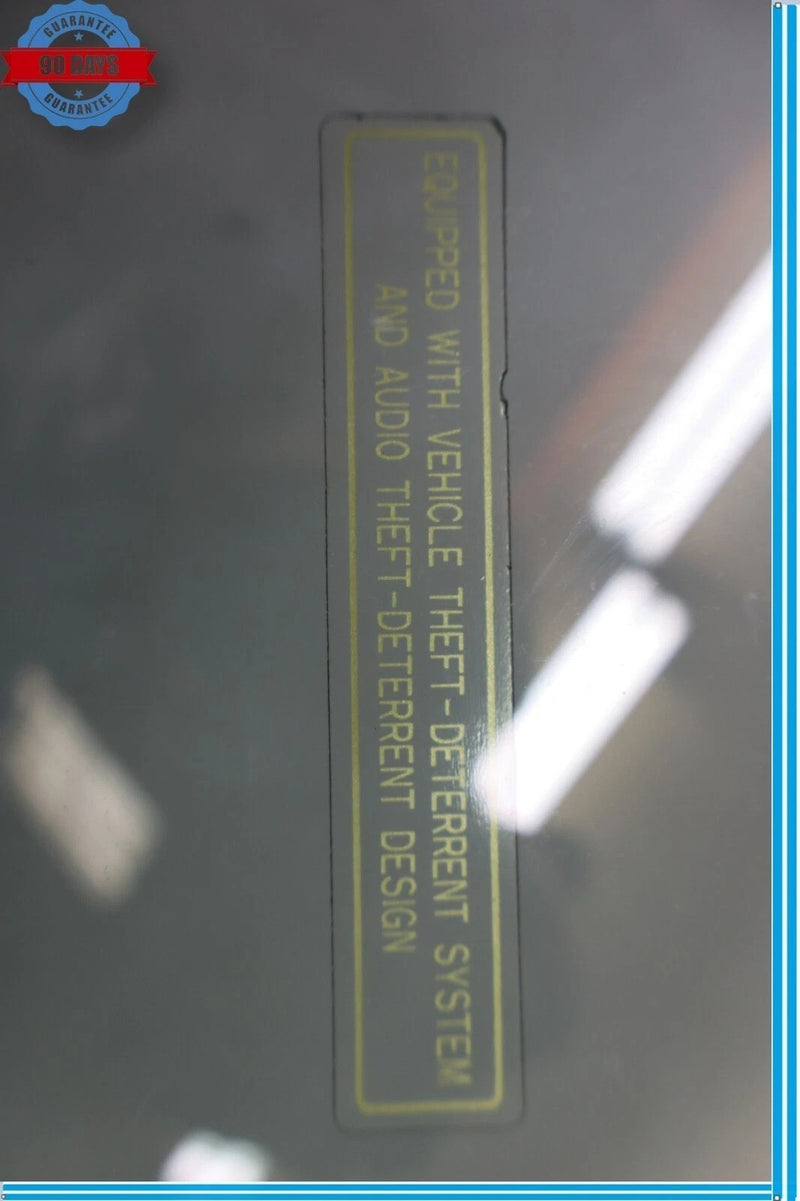 GUARANTEE
90 DAYS
GUARANTEE
EQUIPPED WITH VEHICLE THEFT-DETERRENT SYSTEM
AND AUDIO THEFT-DETERRENT DESIGN